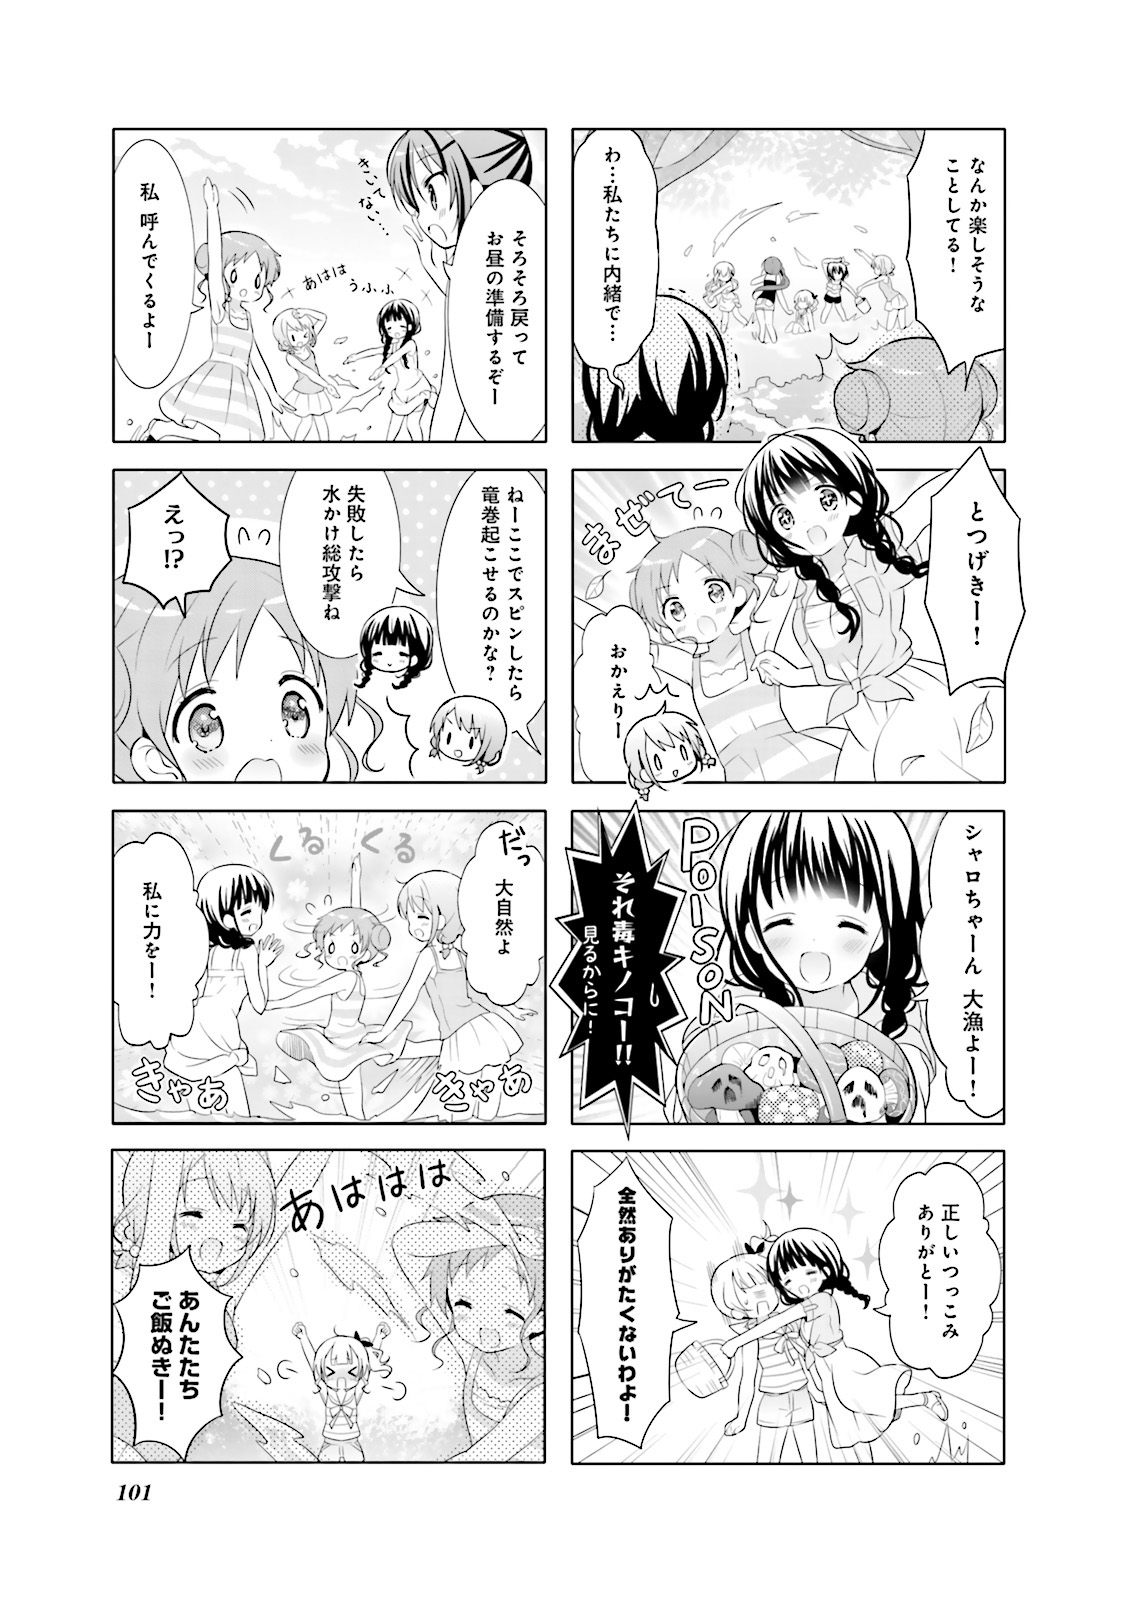 なんか楽しそうな
ことしてる！
わ…私たちに内緒で…
とつげきー！
まぜてー
おかえりー
シャロちゃーん 大漁よー！
POISON
それ毒キノコー！！
見るからに！
正しいつっこみ
ありがとー！
全然ありがたくないわよー！
そろそろ戻って
お昼の準備するぞー
きいてない…
あはは
うふふ
私 呼んでくるよー
ねーここでスピンしたら
竜巻起こせるのかな？
失敗したら
水かけ総攻撃ね
えっ！？
だっ
大自然よ
くるくる
私に力をー！
きゃあ
きゃあ
あはははは
あんたたち
ご飯ぬきー！
101